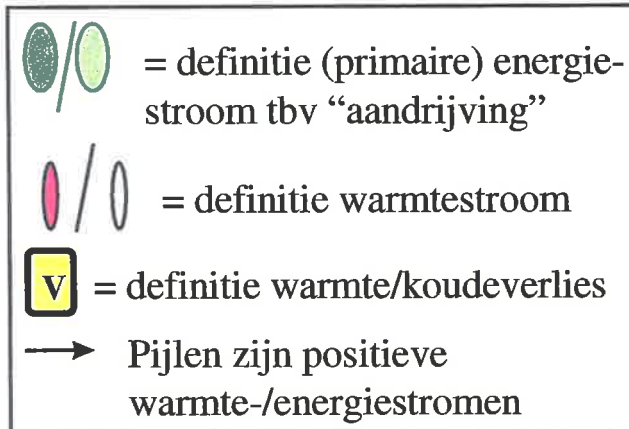 = definitie (primaire) energie-
stroom tbv “aandrijving”
= definitie warmtestroom
V = definitie warmte/koudeverlies
Pijlen zijn positieve
warmte-/energiestromen